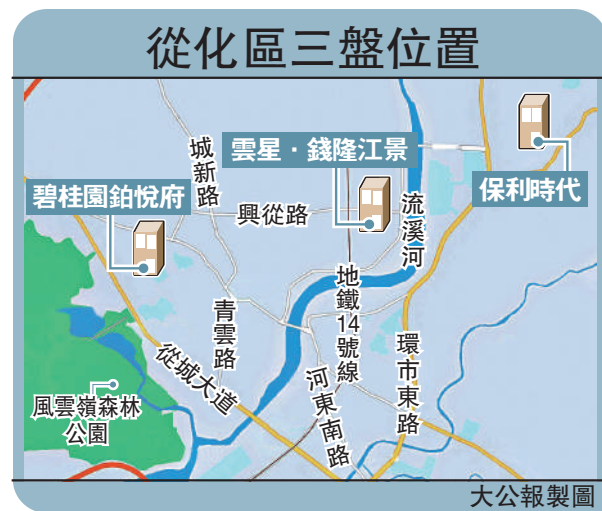 從化區三盤位置
碧桂園鉑悅府
雲星·錢隆江景
保利時代
城新路
興從路
流溪河
地鐵14號線
青雲路
從城大道
河東南路
環市東路
風雲嶺森林
公園
大公報製圖